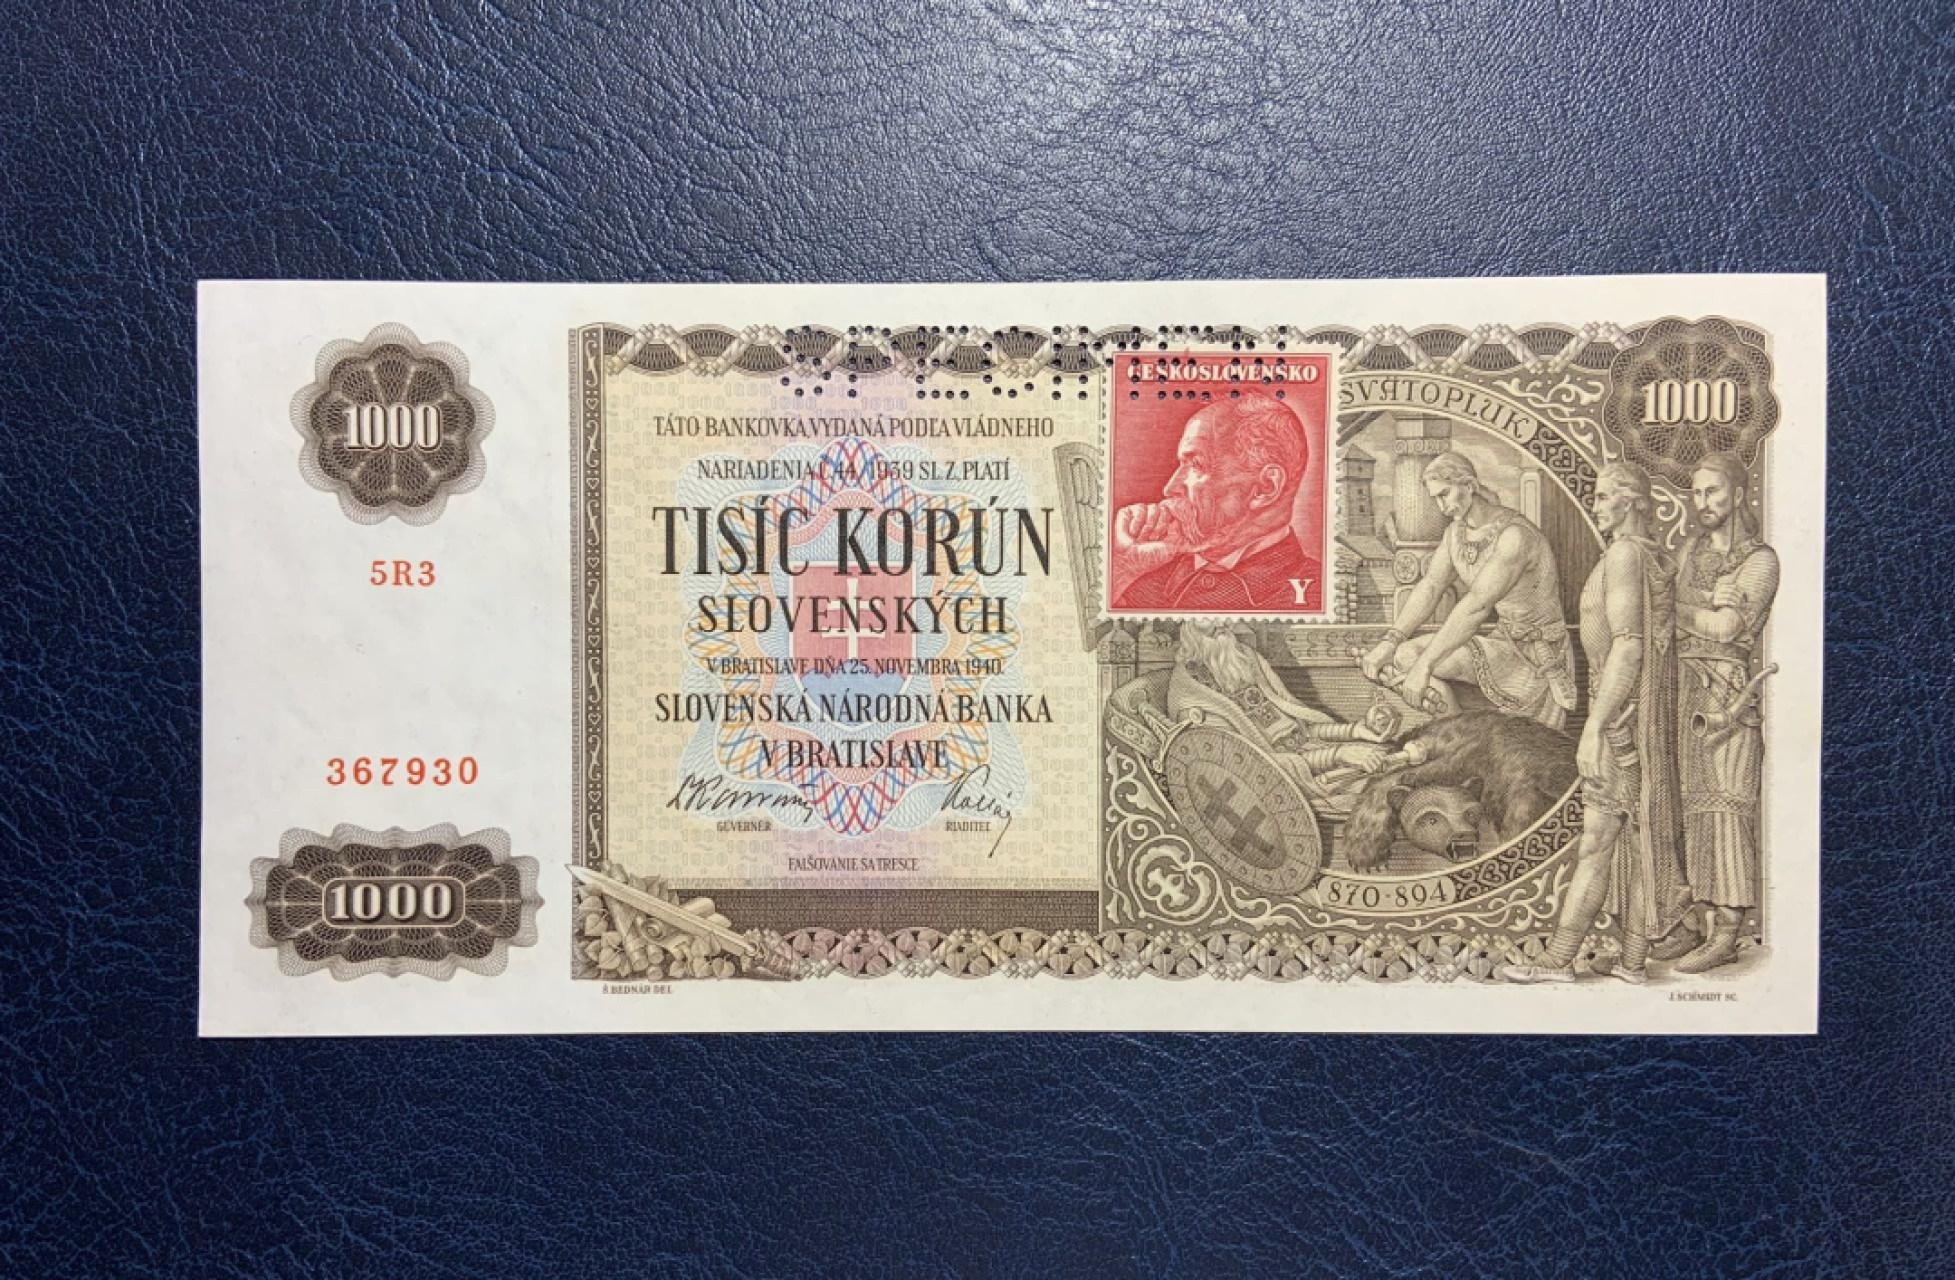 SPECIMEN
1000
ČESKOSLOVENSKO
SVÄTOPLUK
1000
TÁTO BANKOVKA, VYDANÁ PODĽA VLÁDNEHO
NARIADENIA Č. 44/1939 SL. Z., PLATÍ
TISÍC KORÚN
SLOVENSKÝCH
5R3
Y
V BRATISLAVE DŇA 25. NOVEMBRA 1940.
SLOVENSKÁ NÁRODNÁ BANKA
V BRATISLAVE
367930
GUVERNÉR
RIADITEĽ
FALŠOVANIE SA TRESCE
1000
870-894
Š. BEDNÁR DEL.
J. SCHMIDT SC.